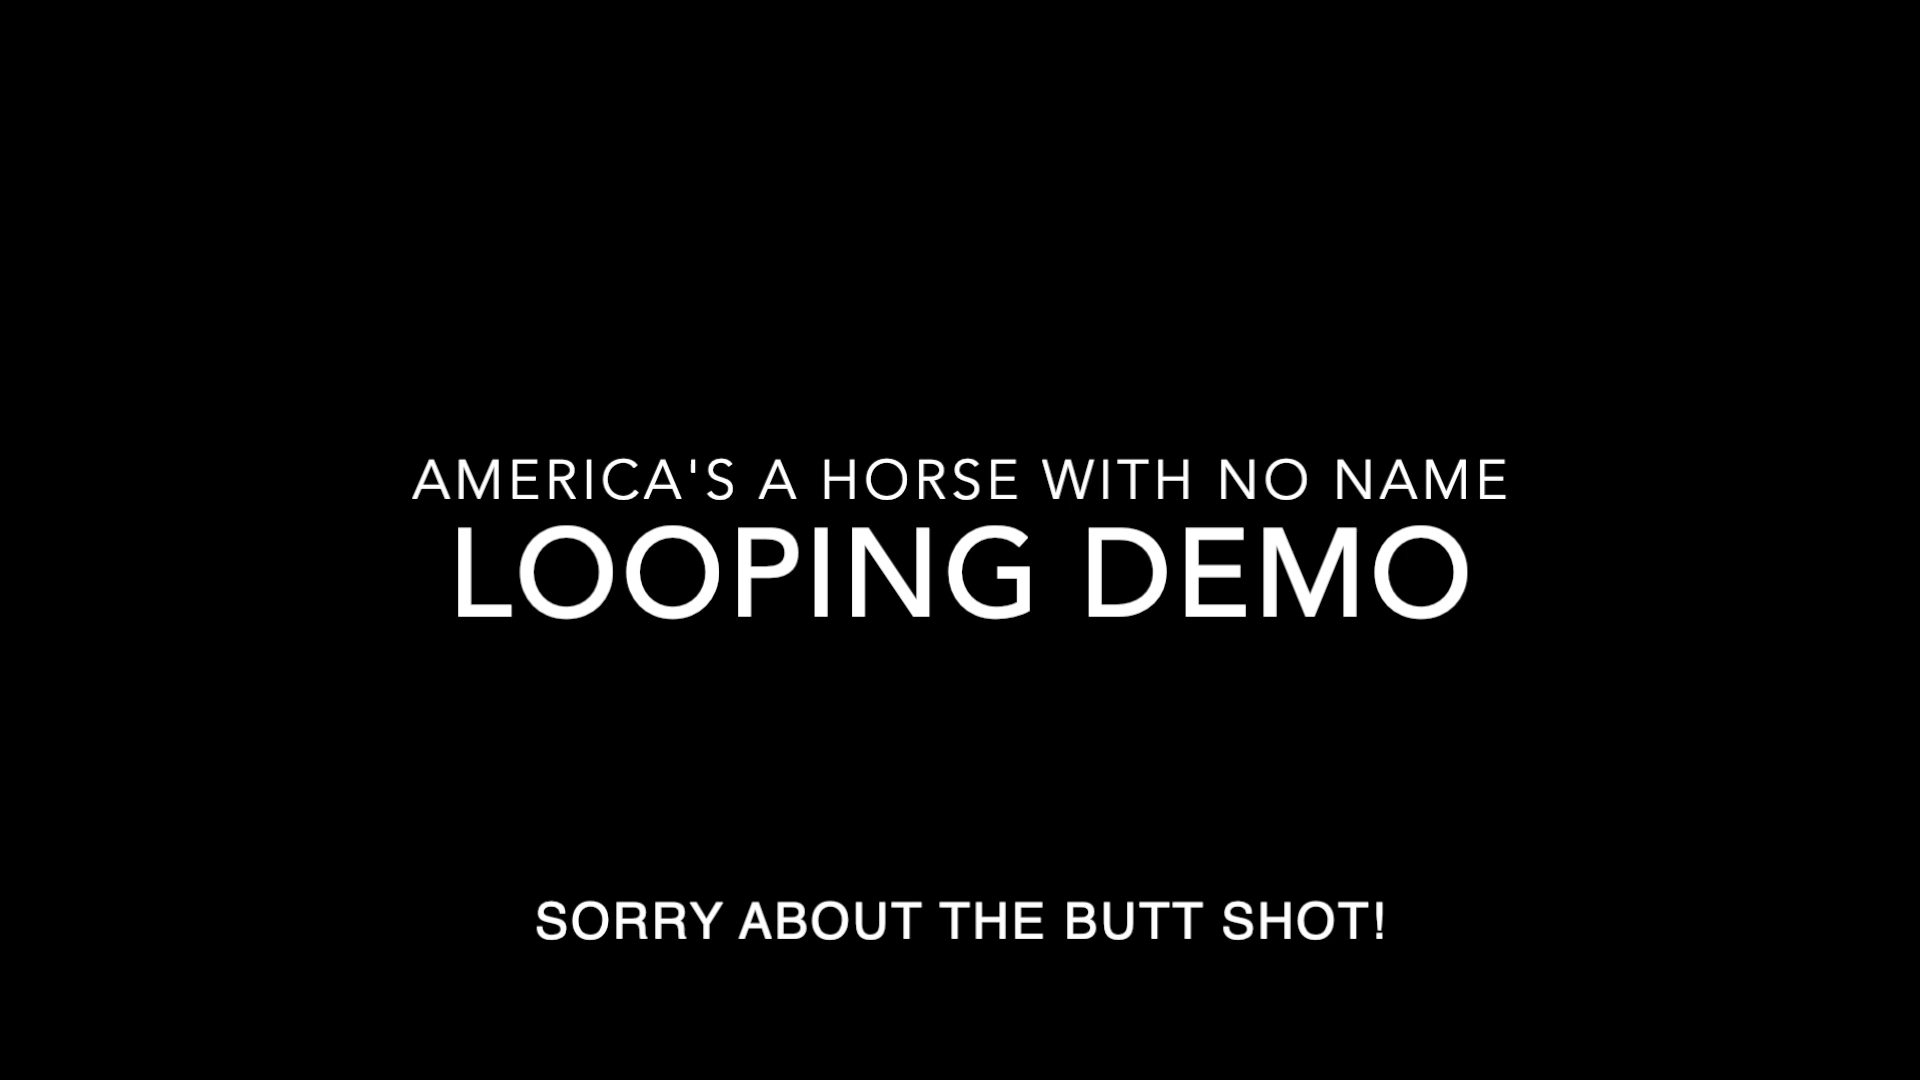 AMERICA'S A HORSE WITH NO NAME
LOOPING DEMO
SORRY ABOUT THE BUTT SHOT!